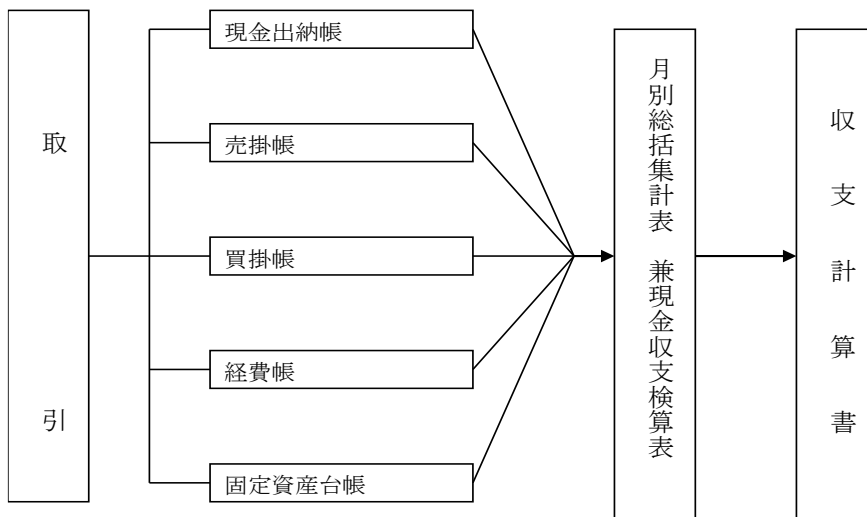 取引
現金出納帳
売掛帳
買掛帳
経費帳
固定資産台帳
月別総括集計表 兼現金収支検算表
収支計算書